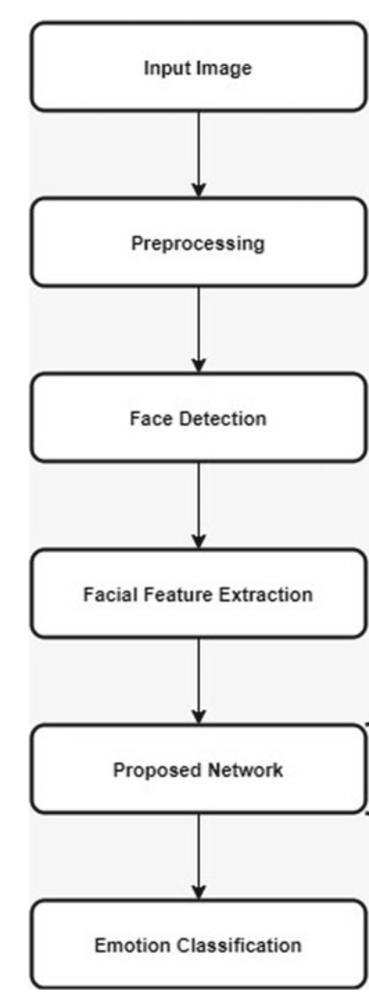 Input Image
Preprocessing
Face Detection
Facial Feature Extraction
Proposed Network
Emotion Classification